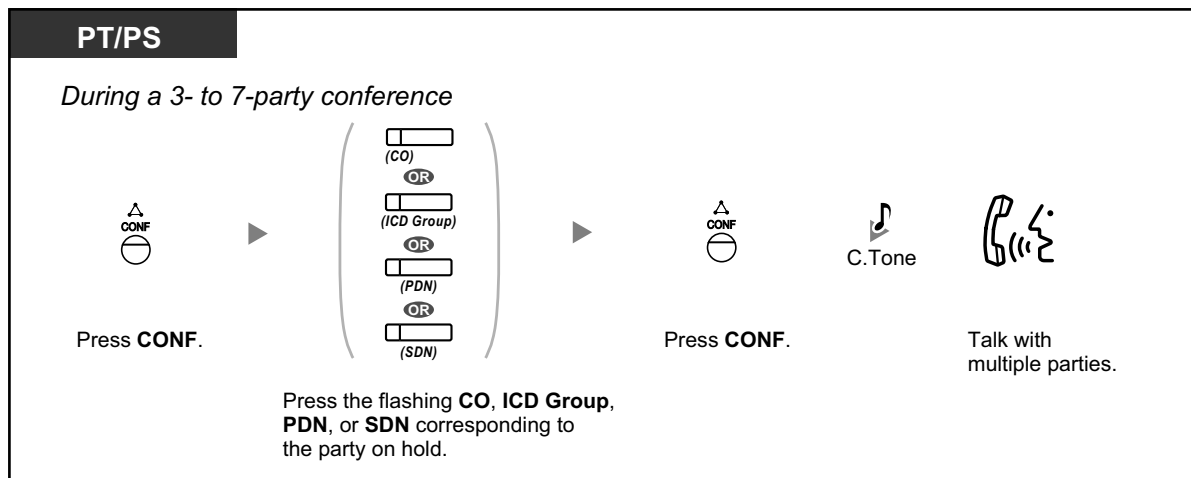 PT/PS
During a 3- to 7-party conference
CONF
(CO)
OR
(ICD Group)
OR
(PDN)
OR
(SDN)
CONF
C.Tone
Press CONF.
Press the flashing CO, ICD Group,
PDN, or SDN corresponding to
the party on hold.
Press CONF.
Talk with
multiple parties.